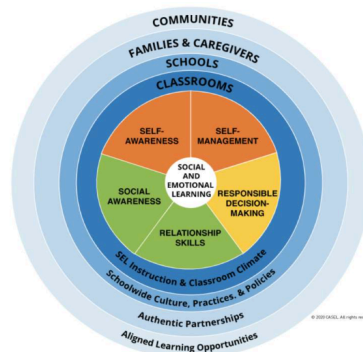 COMMUNITIES
FAMILIES & CAREGIVERS
SCHOOLS
CLASSROOMS
SELF-
AWARENESS
SELF-
MANAGEMENT
SOCIAL
AND
EMOTIONAL
LEARNING
SOCIAL
AWARENESS
RESPONSIBLE
DECISION-
MAKING
RELATIONSHIP
SKILLS
SEL Instruction & Classroom Climate
Schoolwide Culture, Practices, & Policies
Authentic Partnerships
Aligned Learning Opportunities
CASEL. All rights